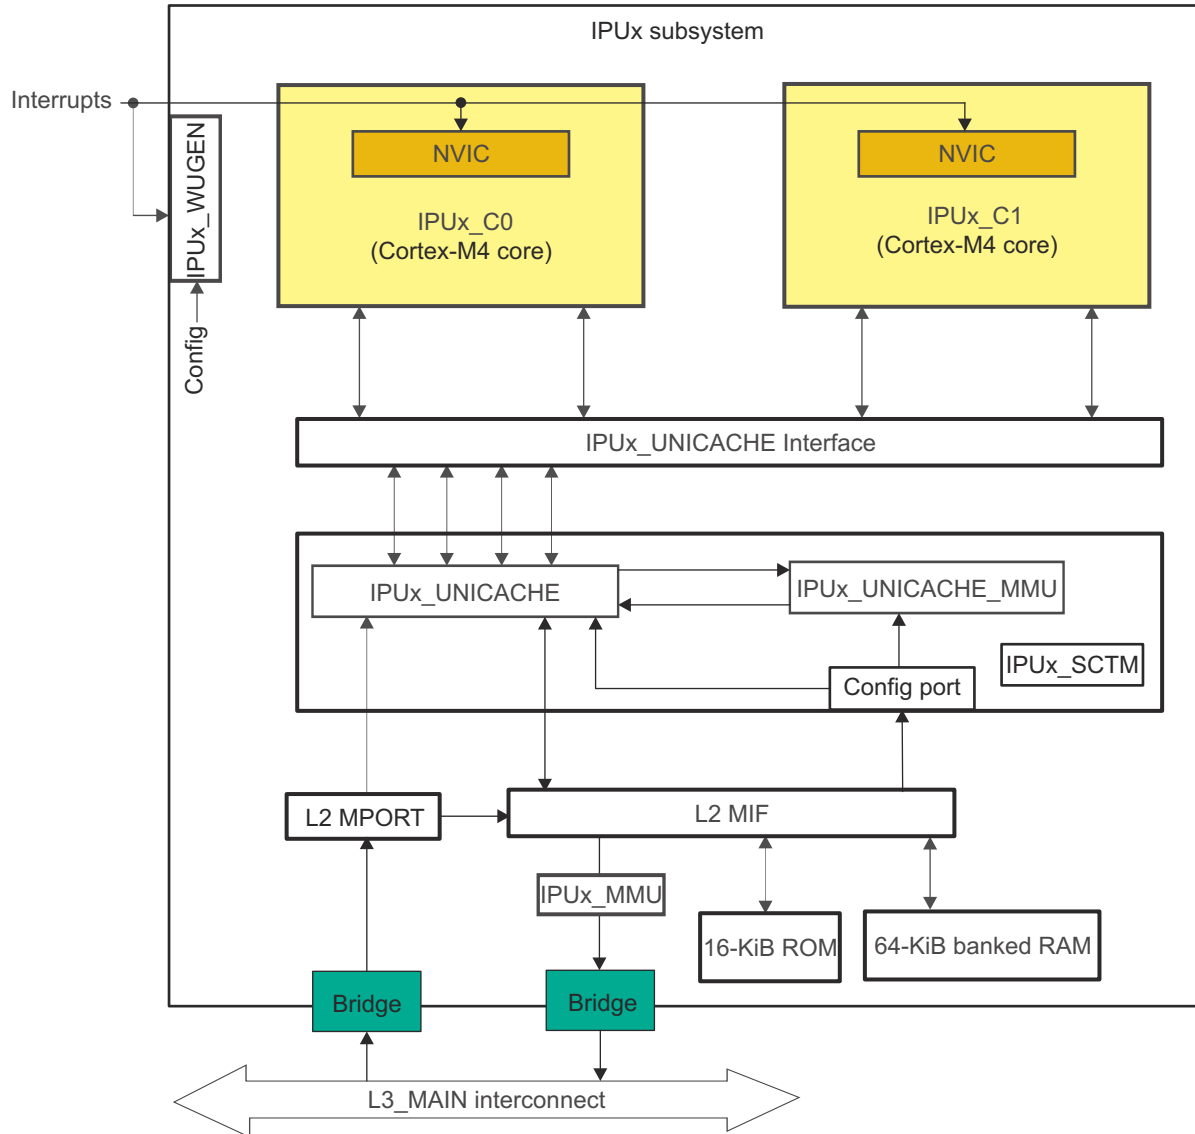 IPUx subsystem
Interrupts
IPUx_WUGEN
Config
NVIC
IPUx_C0
(Cortex-M4 core)
NVIC
IPUx_C1
(Cortex-M4 core)
IPUx_UNICACHE Interface
IPUx_UNICACHE
IPUx_UNICACHE_MMU
IPUx_SCTM
Config port
L2 MPORT
L2 MIF
IPUx_MMU
16-KiB ROM
64-KiB banked RAM
Bridge
Bridge
L3_MAIN interconnect